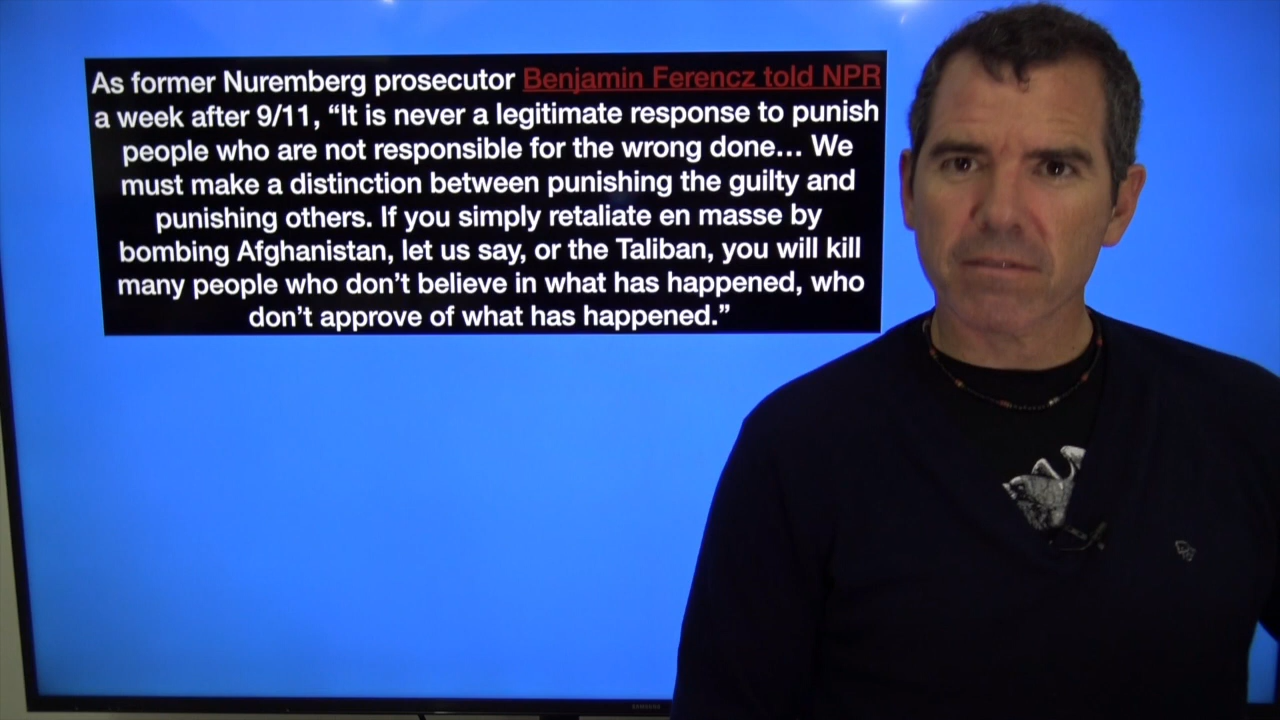 As former Nuremberg prosecutor Benjamin Ferencz told NPR
a week after 9/11, “It is never a legitimate response to punish
people who are not responsible for the wrong done… We
must make a distinction between punishing the guilty and
punishing others. If you simply retaliate en masse by
bombing Afghanistan, let us say, or the Taliban, you will kill
many people who don’t believe in what has happened, who
don’t approve of what has happened.”
SAMSUNG